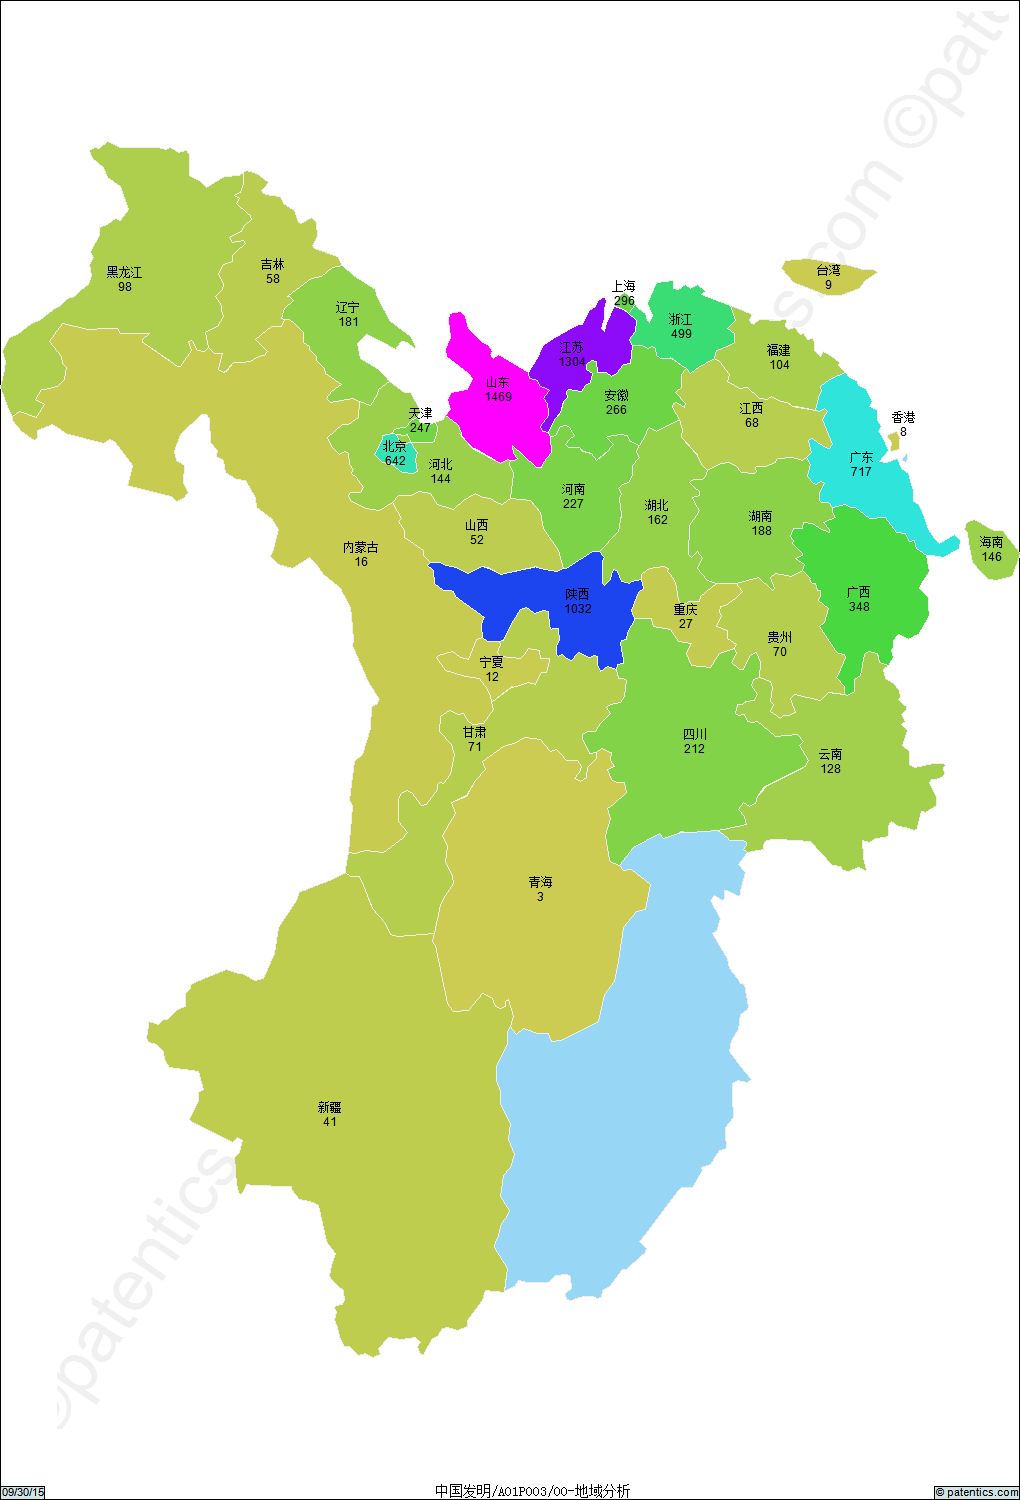 ©patentics.com ©patentics.com
黑龙江
98
吉林
58
辽宁
181
台湾
9
上海
296
浙江
499
江苏
1304
福建
104
山东
1469
安徽
266
江西
68
天津
247
香港
8
北京
642
河北
144
广东
717
河南
227
湖北
162
湖南
188
山西
52
海南
146
内蒙古
16
陕西
1032
重庆
27
广西
348
贵州
70
宁夏
12
甘肃
71
四川
212
云南
128
青海
3
新疆
41
09/30/15
中国发明/A01P003/00-地域分析
© patentics.com